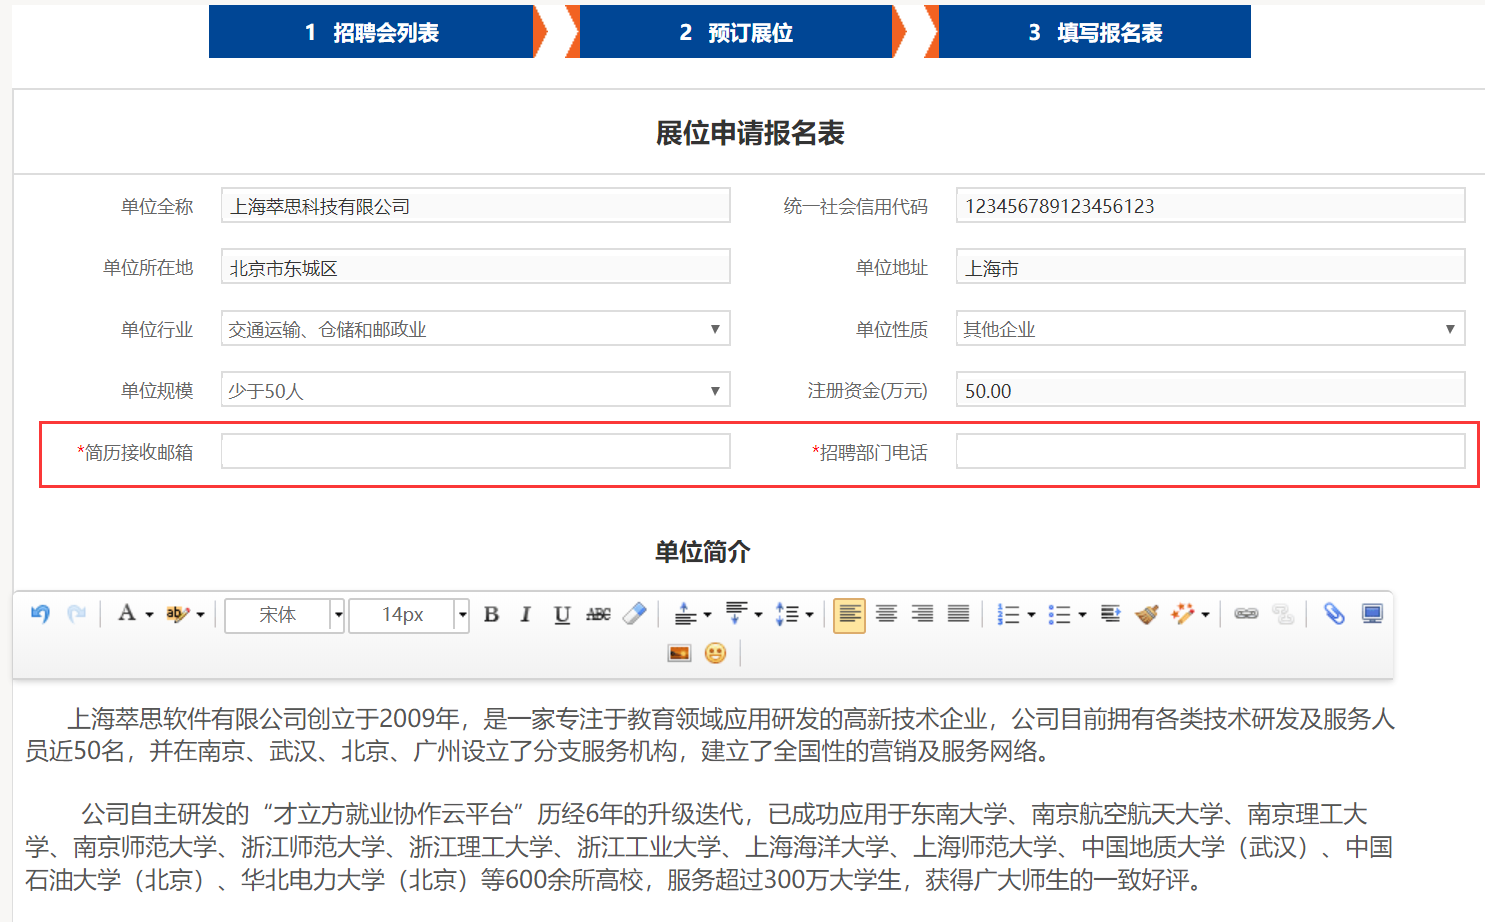 1 招聘会列表
2 预订展位
3 填写报名表
展位申请报名表
单位全称 上海萃思科技有限公司 统一社会信用代码 123456789123456123
单位所在地 北京市东城区 单位地址 上海市
单位行业 交通运输、仓储和邮政业 单位性质 其他企业
单位规模 少于50人 注册资金(万元) 50.00
*简历接收邮箱 *招聘部门电话
单位简介
A ab 宋体 14px B I U ABC
上海萃思软件有限公司创立于2009年，是一家专注于教育领域应用研发的高新技术企业，公司目前拥有各类技术研发及服务人
员近50名，并在南京、武汉、北京、广州设立了分支服务机构，建立了全国性的营销及服务网络。
公司自主研发的“才立方就业协作云平台”历经6年的升级迭代，已成功应用于东南大学、南京航空航天大学、南京理工大
学、南京师范大学、浙江师范大学、浙江理工大学、浙江工业大学、上海海洋大学、上海师范大学、中国地质大学（武汉）、中国
石油大学（北京）、华北电力大学（北京）等600余所高校，服务超过300万大学生，获得广大师生的一致好评。